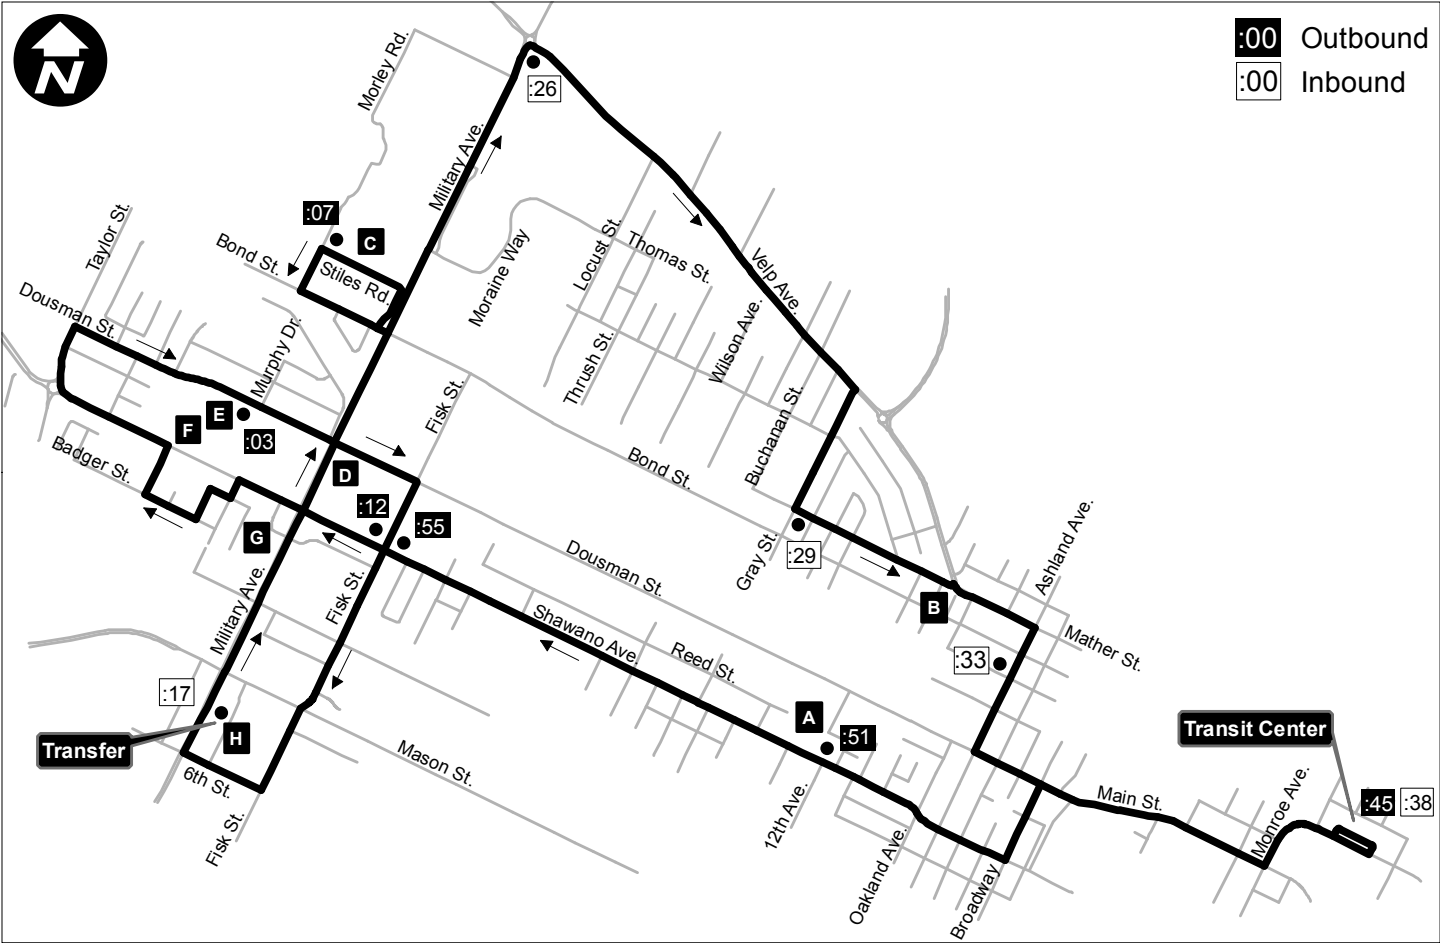 N
:00 Outbound
:00 Inbound
Morley Rd.
:26
Military Ave.
:07
C
Taylor St.
Bond St.
Stiles Rd.
Moraine Way
Locust St.
Thomas St.
Velp Ave.
Dousman St.
Murphy Dr.
Thrush St.
Wilson Ave.
Fisk St.
Buchanan St.
E
F
:03
Badger St.
D
Bond St.
:12
:55
G
Gray St.
:29
Ashland Ave.
Dousman St.
B
Military Ave.
Fisk St.
Shawano Ave.
Reed St.
Mather St.
:33
:17
H
Transfer
A
:51
Transit Center
6th St.
Mason St.
12th Ave.
Main St.
Monroe Ave.
:45 :38
Fisk St.
Oakland Ave.
Broadway